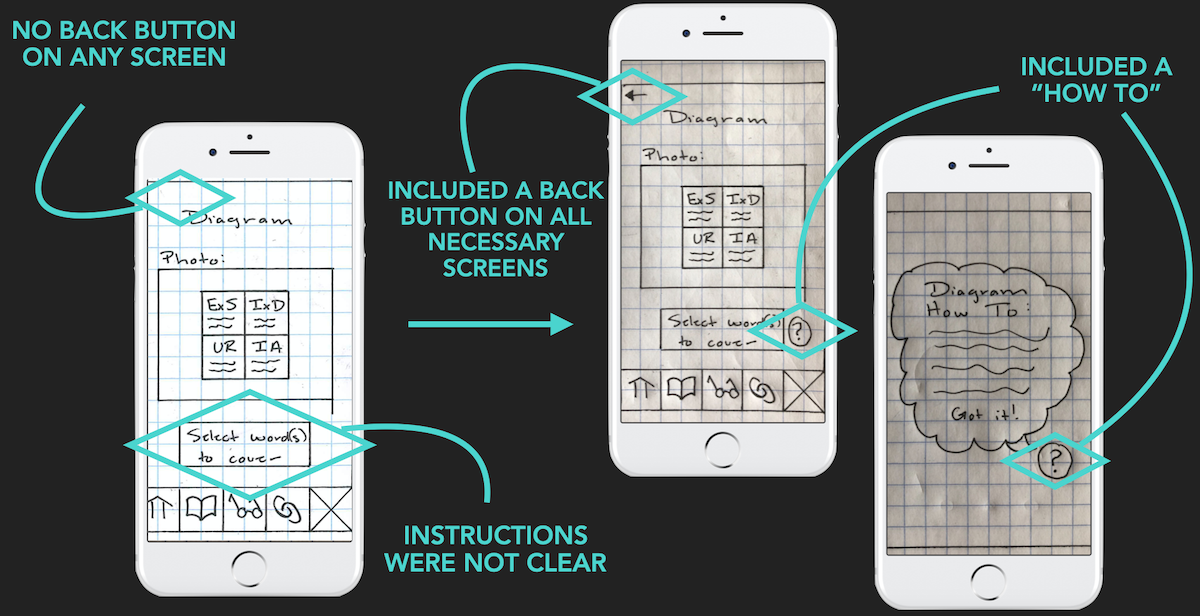 NO BACK BUTTON
ON ANY SCREEN
Diagram
Photo:
ExS IxD
UR IA
Select word(s)
to cover
INSTRUCTIONS
WERE NOT CLEAR
INCLUDED A BACK
BUTTON ON ALL
NECESSARY
SCREENS
Diagram
Photo:
ExS IxD
UR IA
Select word(s)
to cover
?
INCLUDED A
“HOW TO”
Diagram
How To:
Got it!
?